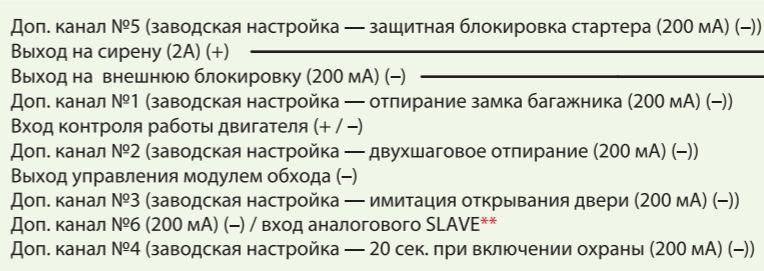 Доп. канал №5 (заводская настройка — защитная блокировка стартера (200 мА) (–))
Выход на сирену (2А) (+)
Выход на внешнюю блокировку (200 мА) (–)
Доп. канал №1 (заводская настройка — отпирание замка багажника (200 мА) (–))
Вход контроля работы двигателя (+ / –)
Доп. канал №2 (заводская настройка — двухшаговое отпирание (200 мА) (–))
Выход управления модулем обхода (–)
Доп. канал №3 (заводская настройка — имитация открывания двери (200 мА) (–))
Доп. канал №6 (200 мА) (–) / вход аналогового SLAVE**
Доп. канал №4 (заводская настройка — 20 сек. при включении охраны (200 мА) (–))